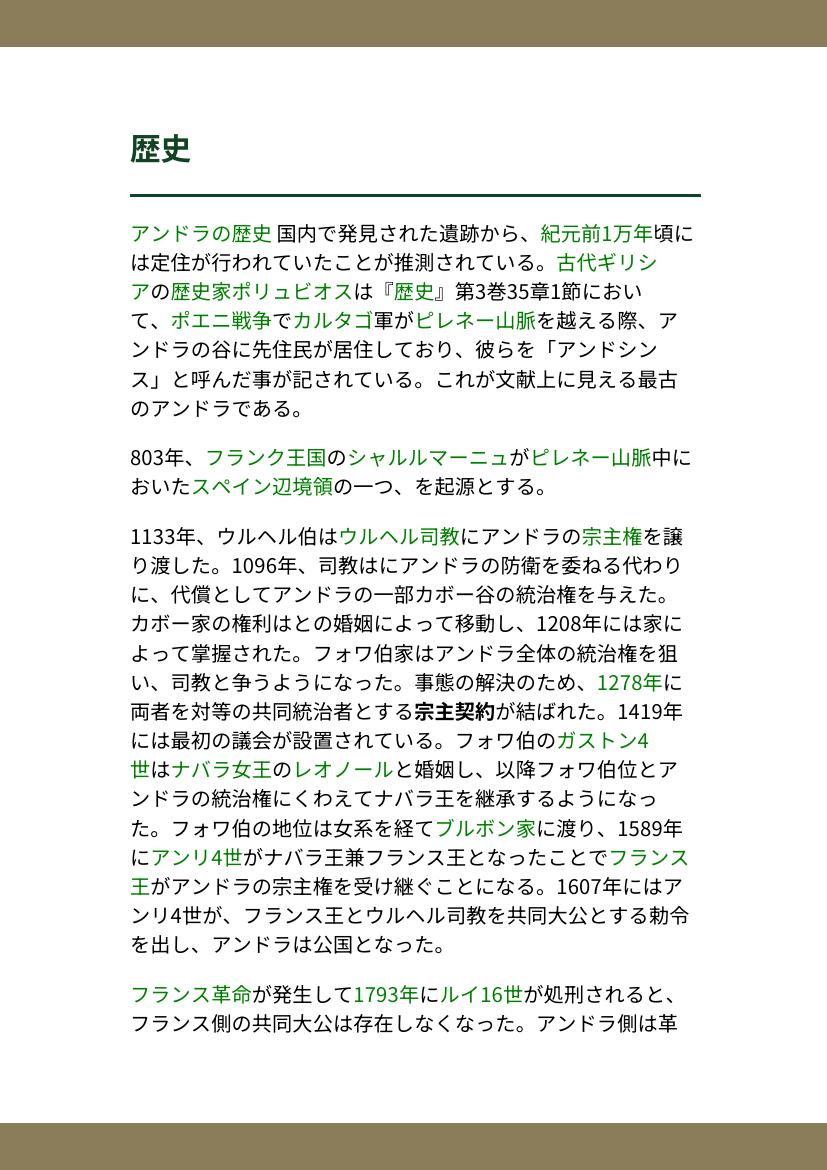 歴史
アンドラの歴史 国内で発見された遺跡から、紀元前1万年頃に
は定住が行われていたことが推測されている。古代ギリシ
アの歴史家ポリュビオスは『歴史』第3巻35章1節におい
て、ポエニ戦争でカルタゴ軍がピレネー山脈を越える際、ア
ンドラの谷に先住民が居住しており、彼らを「アンドシン
ス」と呼んだ事が記されている。これが文献上に見える最古
のアンドラである。
803年、フランク王国のシャルルマーニュがピレネー山脈中に
おいたスペイン辺境領の一つ、を起源とする。
1133年、ウルヘル伯はウルヘル司教にアンドラの宗主権を譲
り渡した。1096年、司教はにアンドラの防衛を委ねる代わり
に、代償としてアンドラの一部カボー谷の統治権を与えた。
カボー家の権利はとの婚姻によって移動し、1208年には家に
よって掌握された。フォワ伯家はアンドラ全体の統治権を狙
い、司教と争うようになった。事態の解決のため、1278年に
両者を対等の共同統治者とする宗主契約が結ばれた。1419年
には最初の議会が設置されている。フォワ伯のガストン4
世はナバラ女王のレオノールと婚姻し、以降フォワ伯位とア
ンドラの統治権にくわえてナバラ王を継承するようになっ
た。フォワ伯の地位は女系を経てブルボン家に渡り、1589年
にアンリ4世がナバラ王兼フランス王となったことでフランス
王がアンドラの宗主権を受け継ぐことになる。1607年にはア
ンリ4世が、フランス王とウルヘル司教を共同大公とする勅令
を出し、アンドラは公国となった。
フランス革命が発生して1793年にルイ16世が処刑されると、
フランス側の共同大公は存在しなくなった。アンドラ側は革